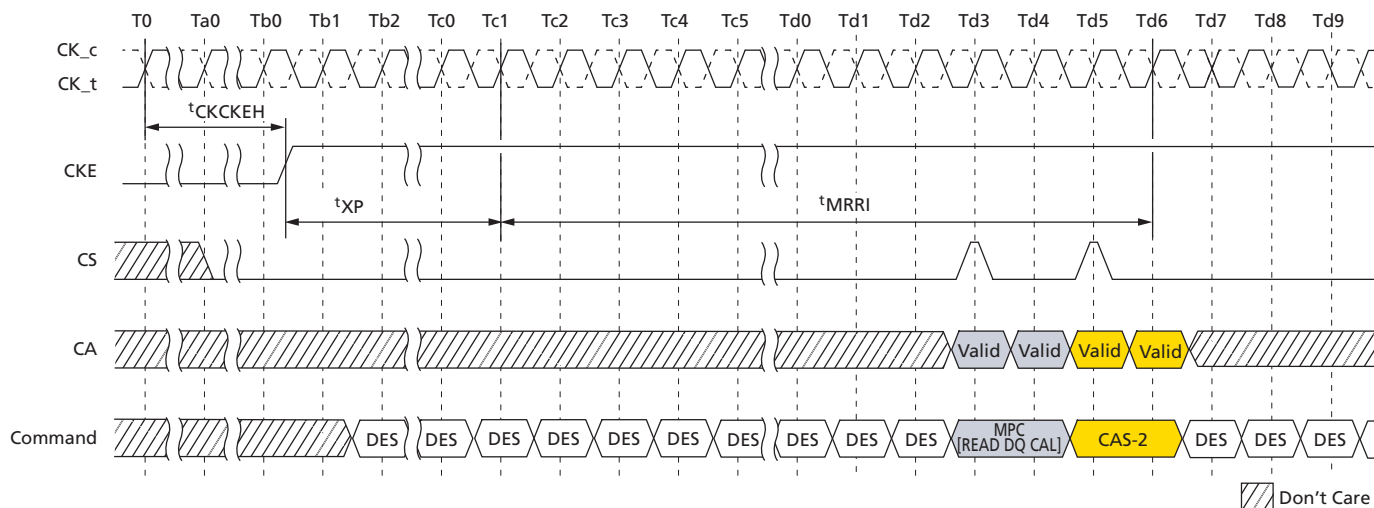 T0 Ta0 Tb0 Tb1 Tb2 Tc0 Tc1 Tc2 Tc3 Tc4 Tc5 Td0 Td1 Td2 Td3 Td4 Td5 Td6 Td7 Td8 Td9
CK_c
CK_t
tCKCKEH
CKE
tXP tMRRI
CS
CA Valid Valid Valid Valid
Command DES DES DES DES DES DES DES DES DES DES MPC [READ DQ CAL] CAS-2 DES DES DES
Don't Care